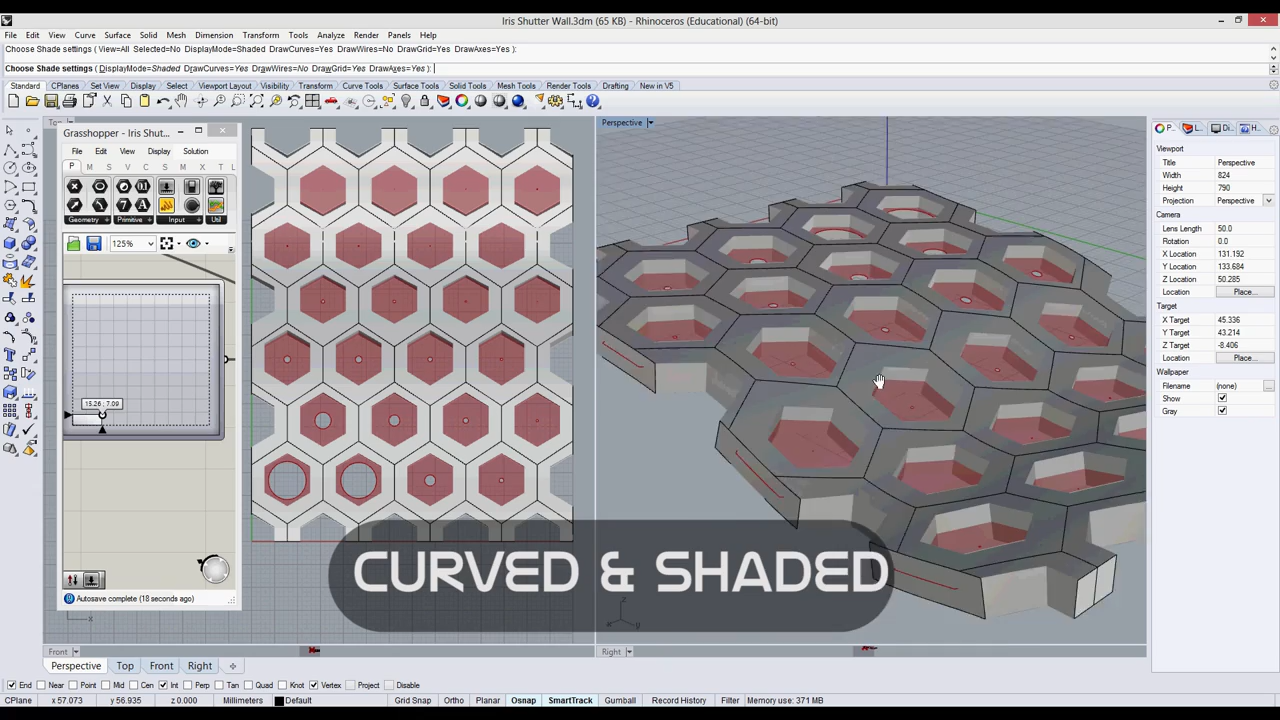 Iris Shutter Wall.3dm (65 KB) - Rhinoceros (Educational) (64-bit)
File Edit View Curve Surface Solid Mesh Dimension Transform Tools Analyze Render Panels Help
Choose Shade settings ( View=All Selected=No DisplayMode=Shaded DrawCurves=Yes DrawWires=No DrawGrid=Yes DrawAxes=Yes ):
Choose Shade settings ( DisplayMode=Shaded DrawCurves=Yes DrawWires=No DrawGrid=Yes DrawAxes=Yes ):
Standard CPlanes Set View Display Select Viewport Layout Visibility Transform Curve Tools Surface Tools Solid Tools Mesh Tools Render Tools Drafting New in V5
Perspective
Grasshopper - Iris Shut...
File Edit View Display Solution
P M S V C S M X D T L
Geometry Primitive Input Util
125%
15.26 ; 7.09
Autosave complete (18 seconds ago)
x
z
y
CURVED & SHADED
Front
Right
P... L... Di... H...
Viewport
Title Perspective
Width 824
Height 790
Projection Perspective
Camera
Lens Length 50.0
Rotation 0.0
X Location 131.192
Y Location 133.684
Z Location 50.285
Location Place...
Target
X Target 45.336
Y Target 43.214
Z Target -8.406
Location Place...
Wallpaper
Filename (none) ...
Show
Gray
Perspective Top Front Right
End Near Point Mid Cen Int Perp Tan Quad Knot Vertex Project Disable
CPlane x 57.073 y 56.935 z 0.000 Millimeters Default Grid Snap Ortho Planar Osnap SmartTrack Gumball Record History Filter Memory use: 371 MB